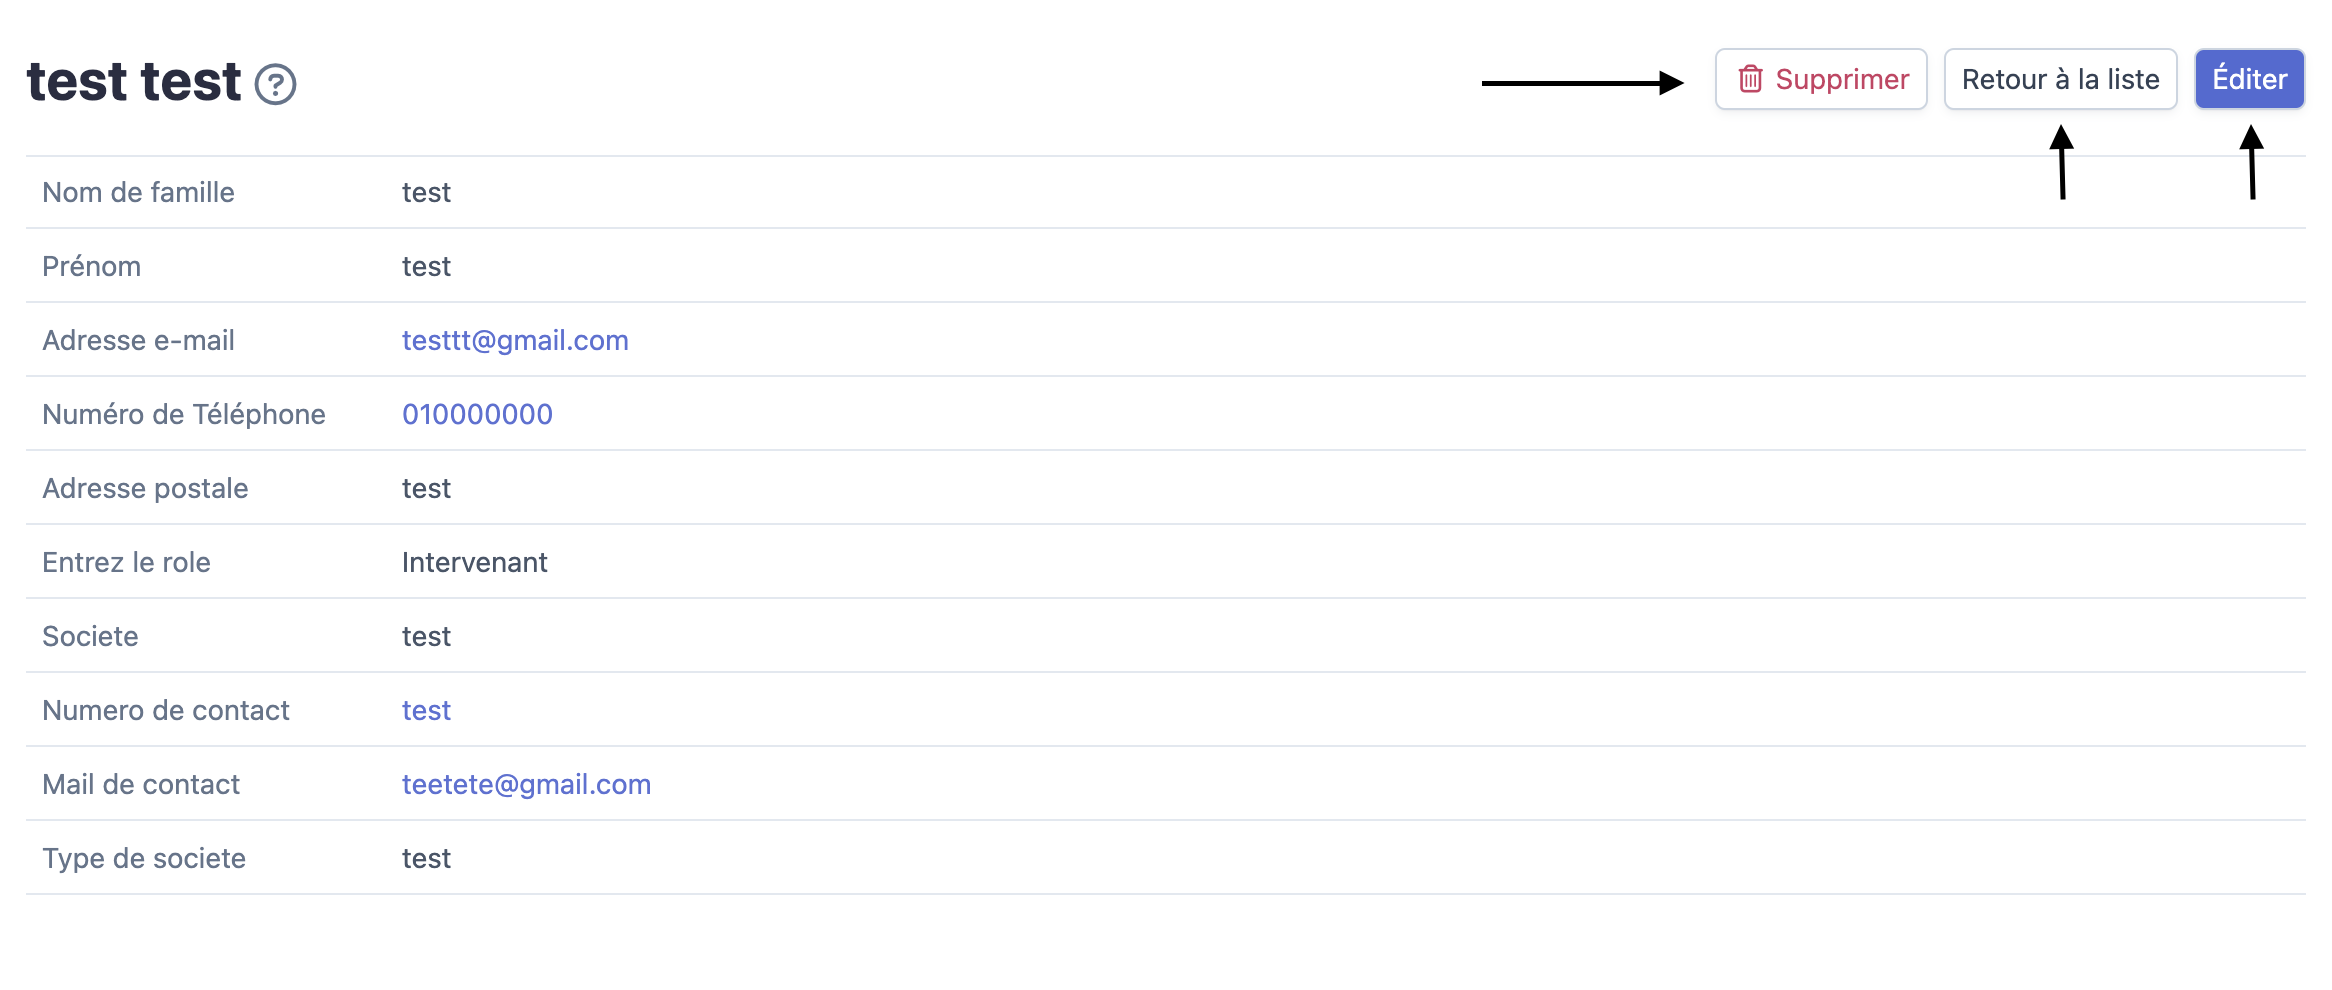 test test ?
Supprimer Retour à la liste Éditer
Nom de famille test
Prénom test
Adresse e-mail testtt@gmail.com
Numéro de Téléphone 010000000
Adresse postale test
Entrez le role Intervenant
Societe test
Numero de contact test
Mail de contact teetete@gmail.com
Type de societe test